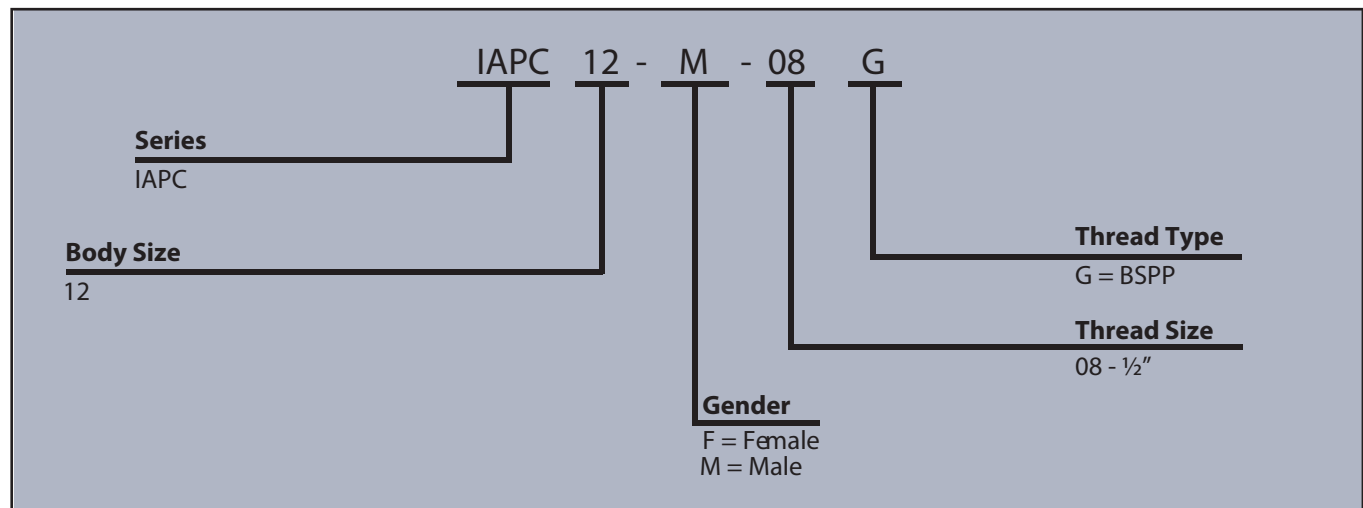 IAPC 12 - M - 08 G
Series
IAPC
Body Size
12
Thread Type
G = BSPP
Thread Size
08 - ½"
Gender
F = Female
M = Male